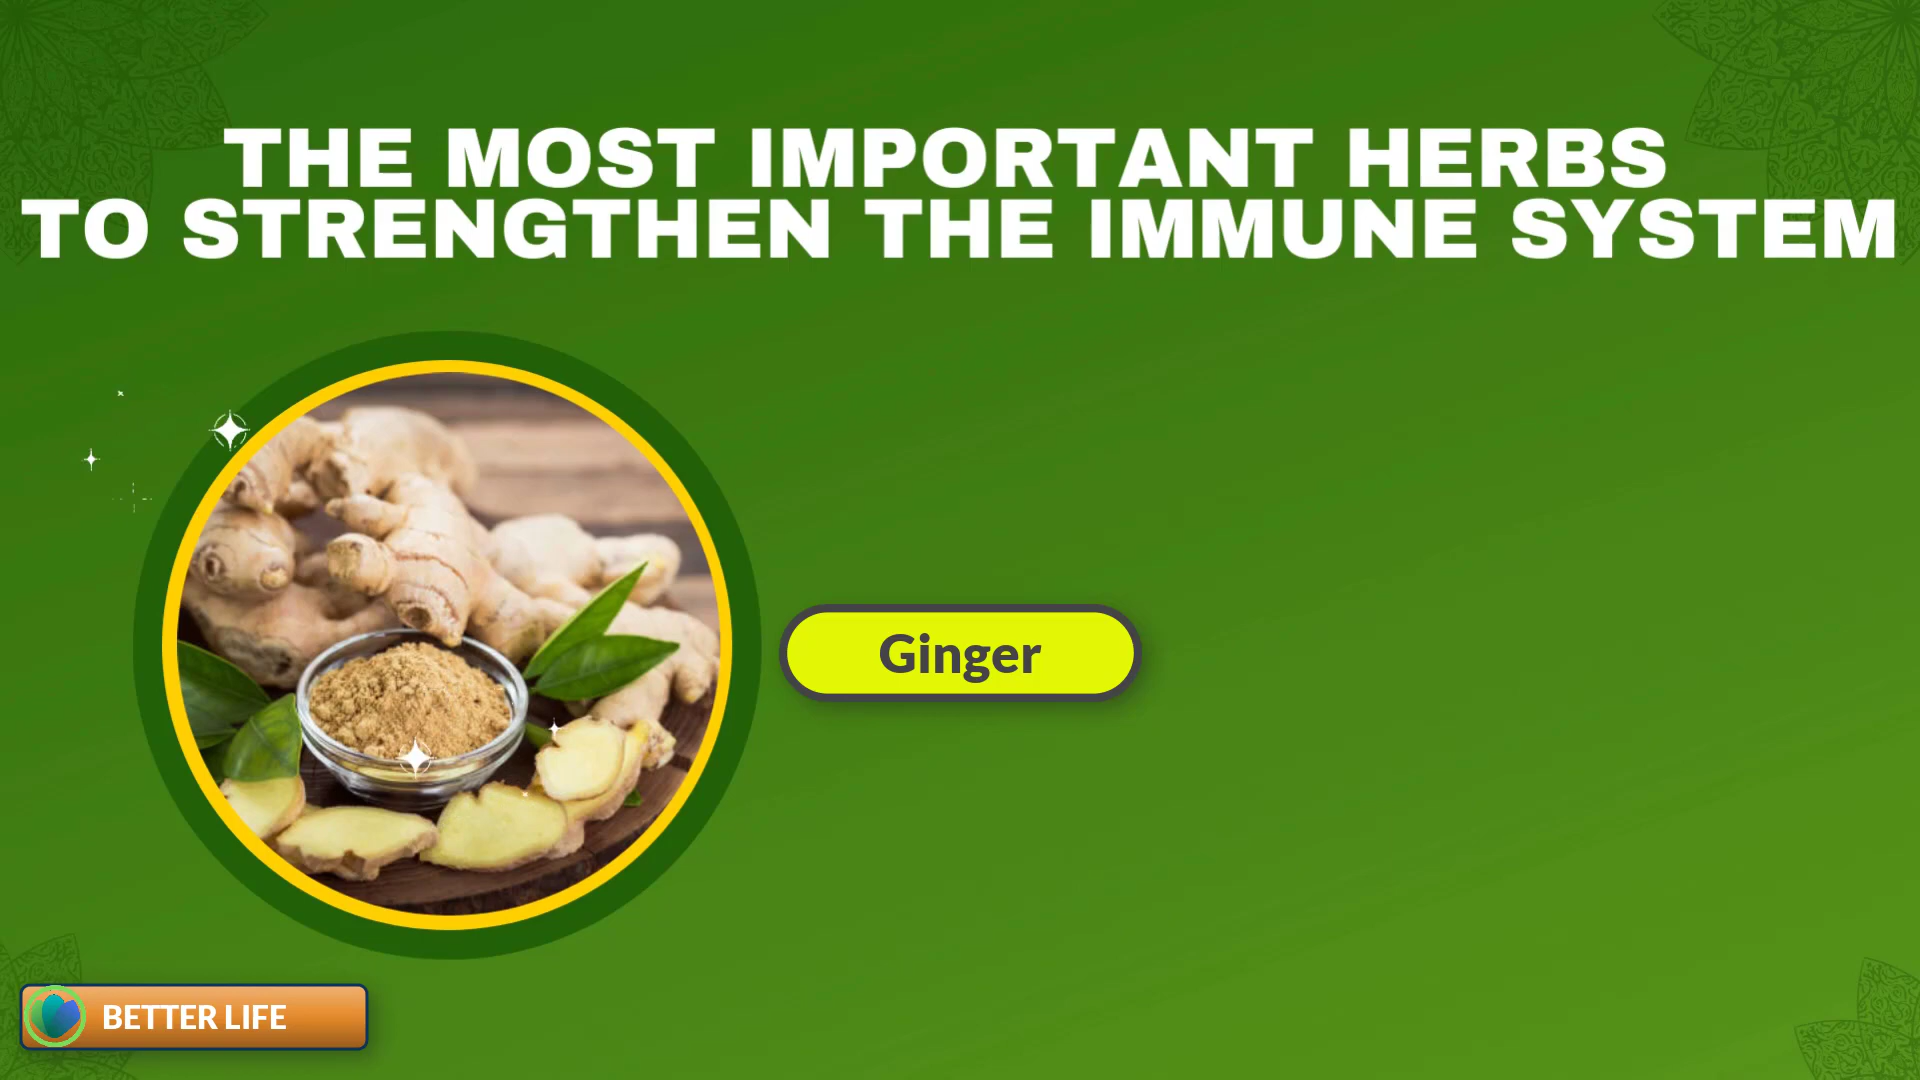 THE MOST IMPORTANT HERBS
TO STRENGTHEN THE IMMUNE SYSTEM
Ginger
BETTER LIFE